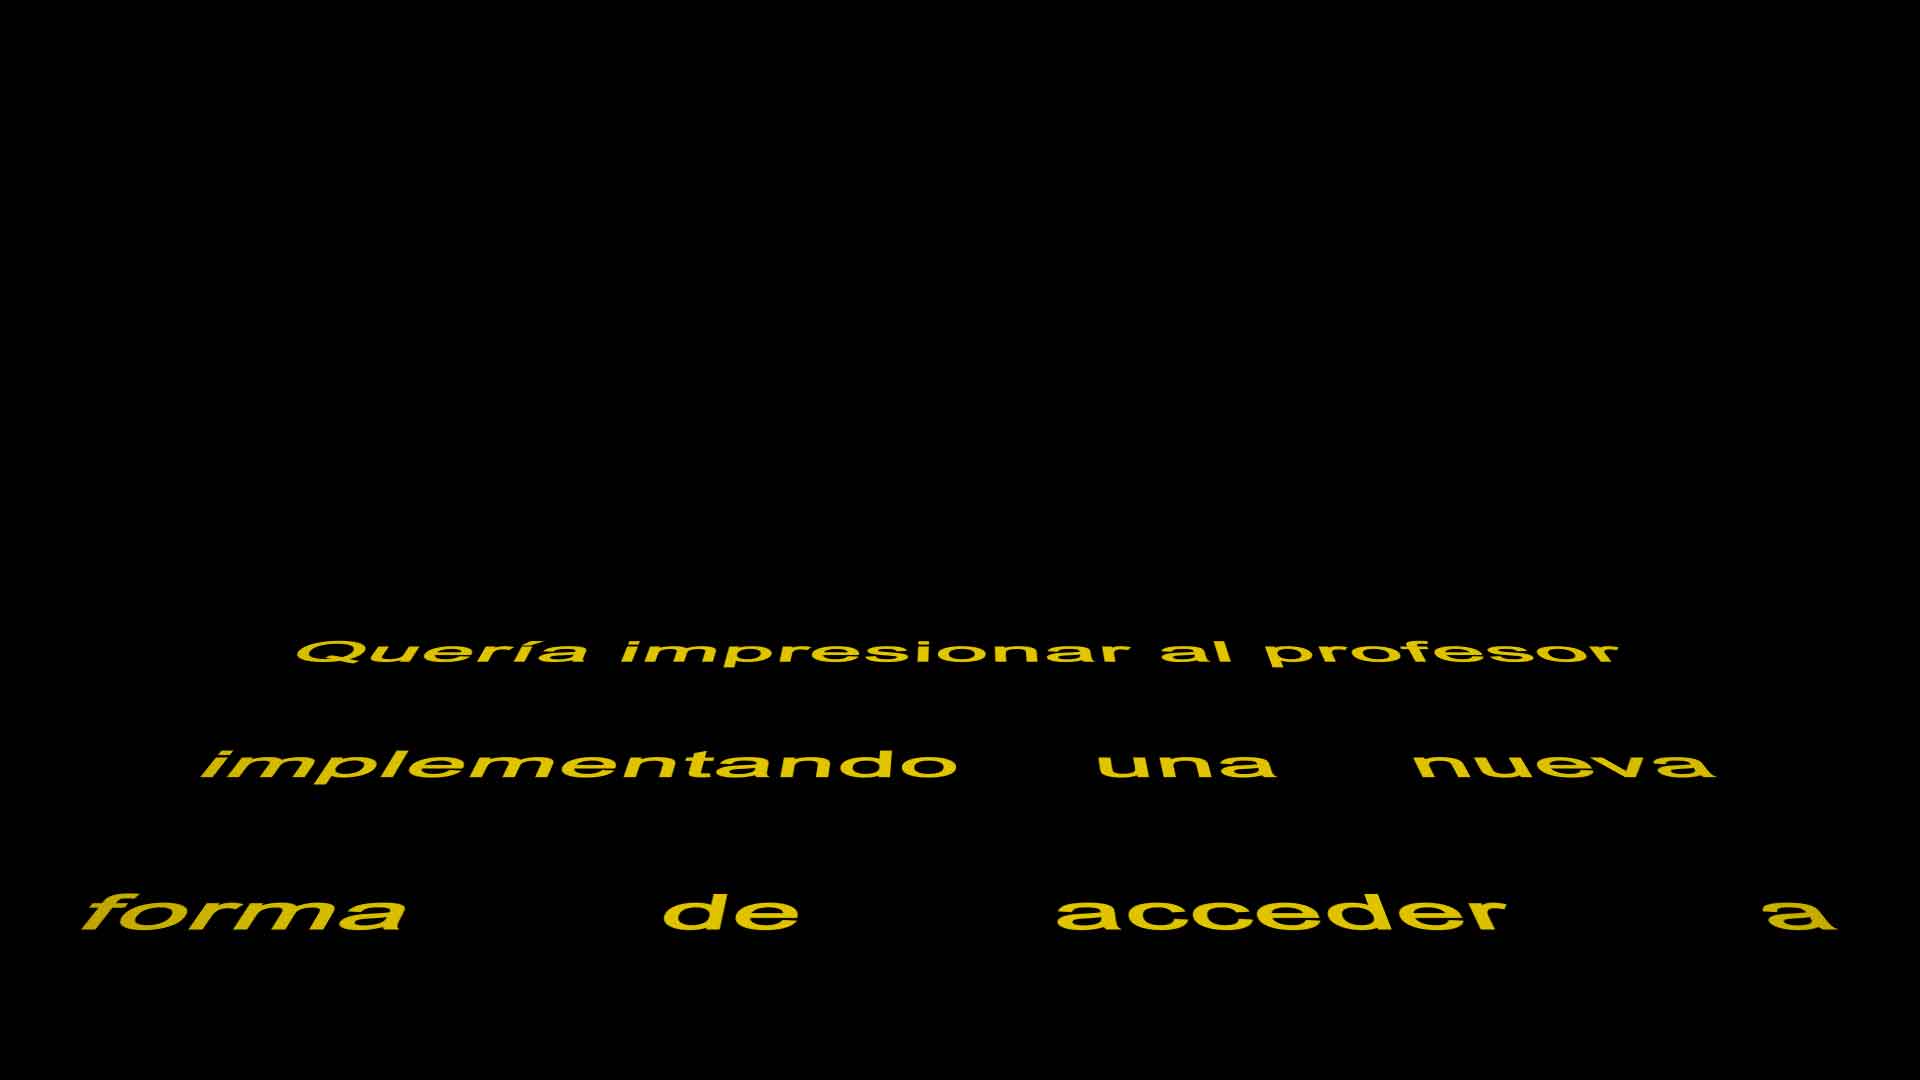 Quería impresionar al profesor
implementando una nueva
forma de acceder a